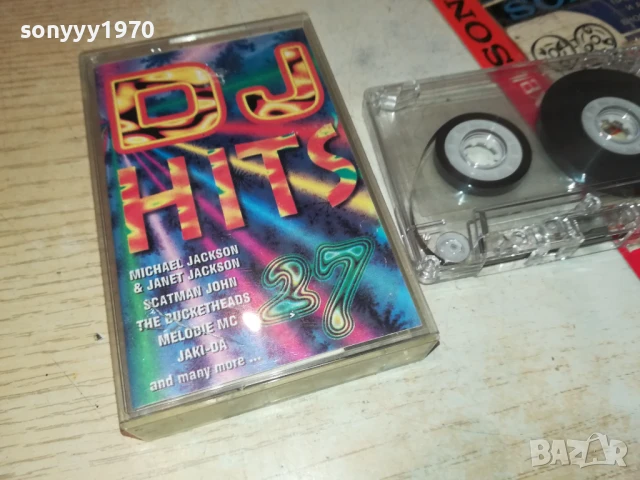 sonyyy1970
DJ
HITS
27
MICHAEL JACKSON
& JANET JACKSON
SCATMAN JOHN
THE BUCKETHEADS
MELODIE MC
JAKI-DA
and many more ...
SON
BAZAR